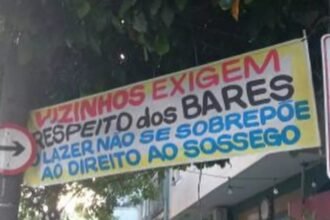 VIZINHOS EXIGEM
RESPEITO dos BARES
O LAZER NÃO SE SOBREPÕE
AO DIREITO AO SOSSEGO